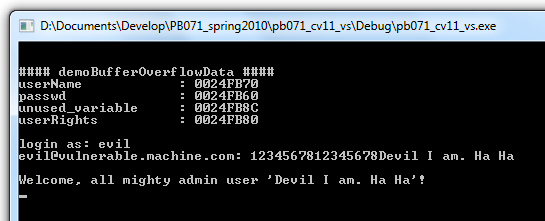 D:\Documents\Develop\PB071_spring2010\pb071_cv11_vs\Debug\pb071_cv11_vs.exe
#### demoBufferOverflowData ####
userName : 0024FB70
passwd : 0024FB60
unused_variable : 0024FB8C
userRights : 0024FB80
login as: evil
evil@vulnerable.machine.com: 1234567812345678Devil I am. Ha Ha
Welcome, all mighty admin user 'Devil I am. Ha Ha'!